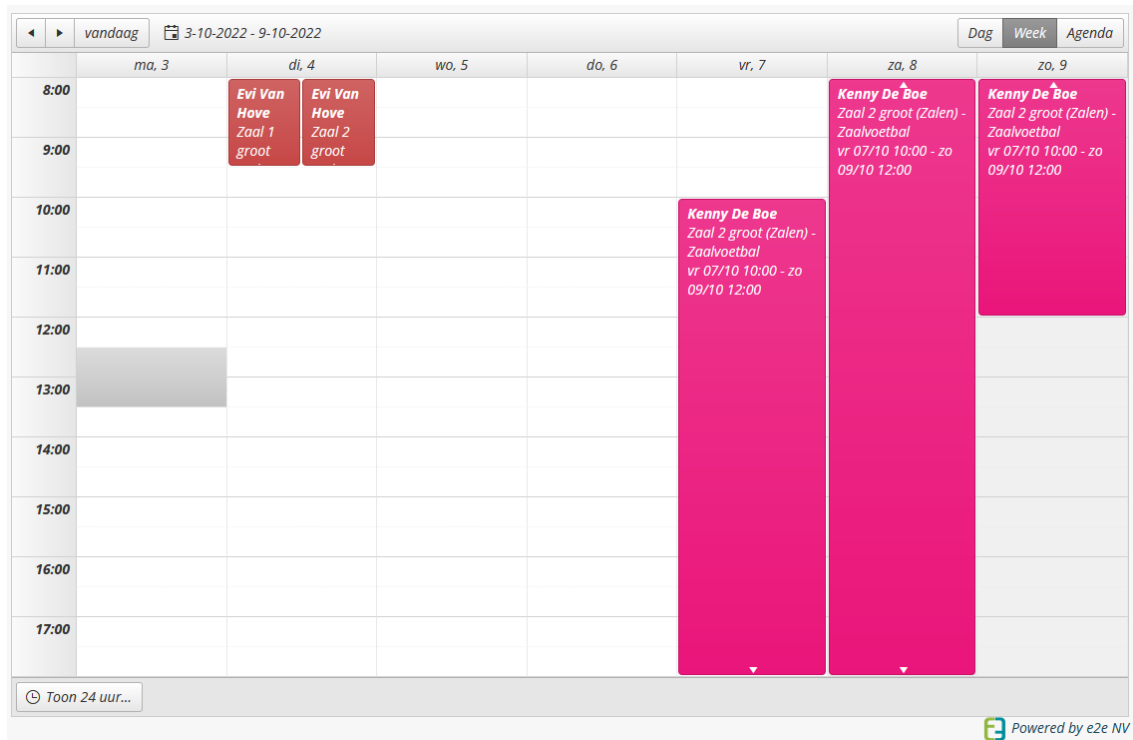 vandaag
3-10-2022 - 9-10-2022
Dag Week Agenda
ma, 3 di, 4 wo, 5 do, 6 vr, 7 za, 8 zo, 9
8:00
9:00
10:00
11:00
12:00
13:00
14:00
15:00
16:00
17:00
Evi Van
Hove
Zaal 1
groot
Evi Van
Hove
Zaal 2
groot
Kenny De Boe
Zaal 2 groot (Zalen) -
Zaalvoetbal
vr 07/10 10:00 - zo
09/10 12:00
Kenny De Boe
Zaal 2 groot (Zalen) -
Zaalvoetbal
vr 07/10 10:00 - zo
09/10 12:00
Kenny De Boe
Zaal 2 groot (Zalen) -
Zaalvoetbal
vr 07/10 10:00 - zo
09/10 12:00
Toon 24 uur...
Powered by e2e NV